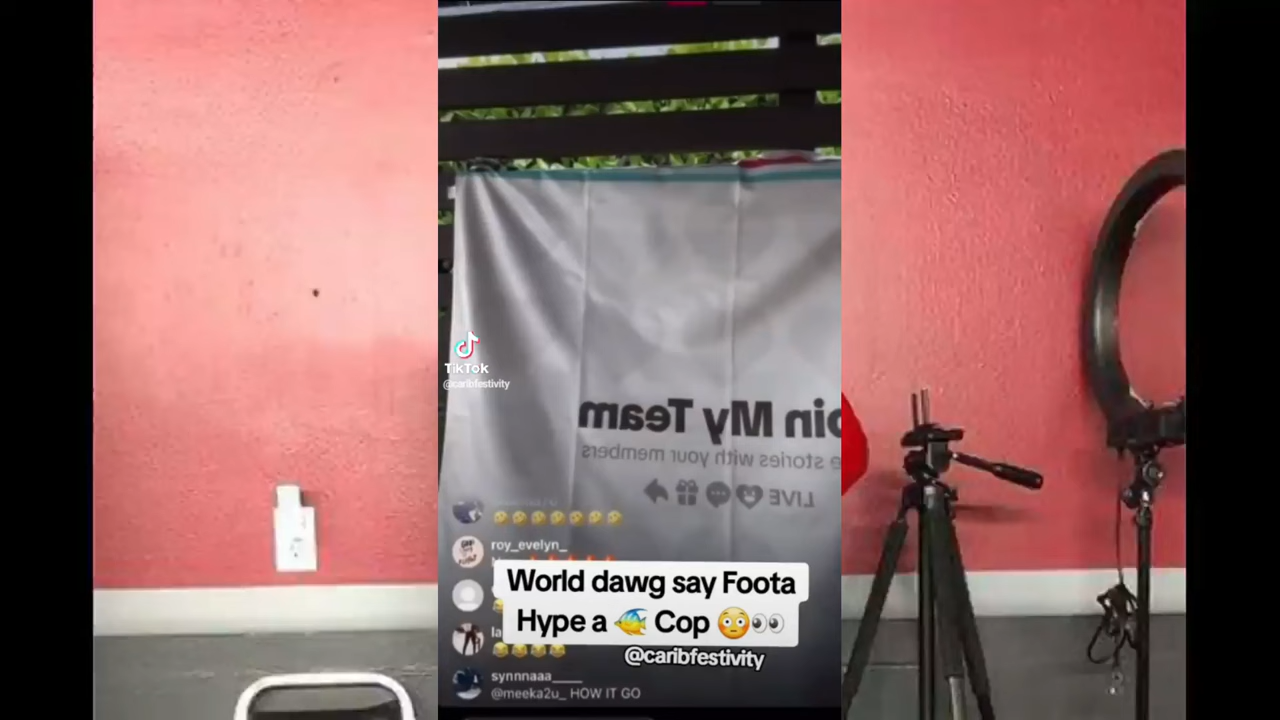 TikTok
@caribfestivity
Join My Team
stories with your members
LIVE
🤣🤣🤣🤣🤣🤣🤣
roy_evelyn_
World dawg say Foota
Hype a 🐠 Cop 😳👀
@caribfestivity
la
😂😂😂😂
synnnaaa____
@meeka2u_ HOW IT GO